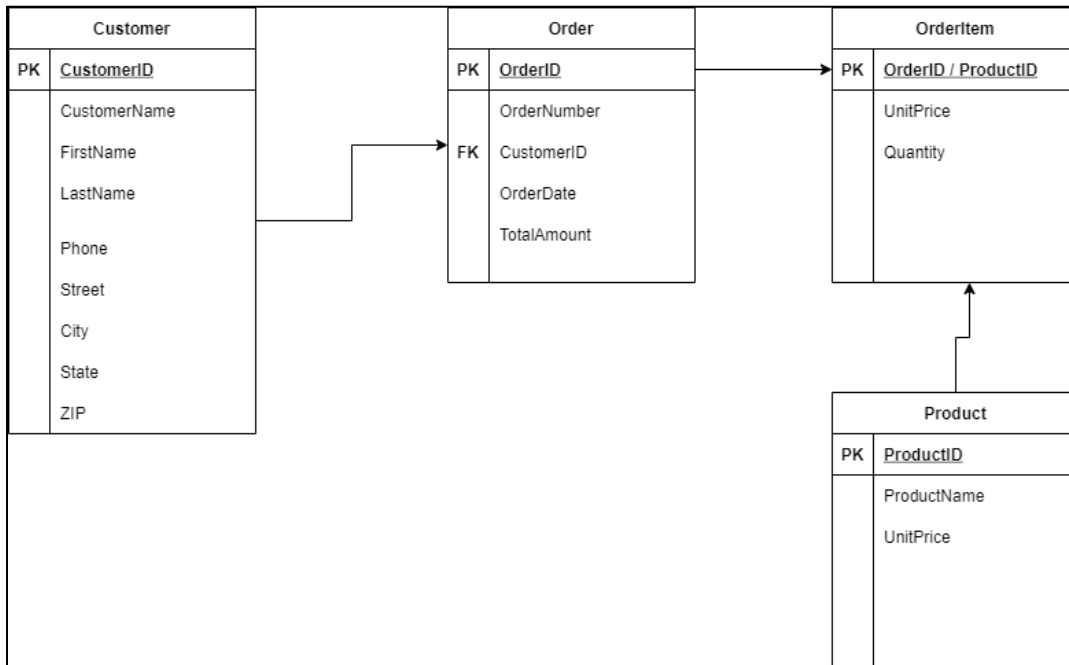 Customer
PK CustomerID
CustomerName
FirstName
LastName
Phone
Street
City
State
ZIP
Order
PK OrderID
OrderNumber
FK CustomerID
OrderDate
TotalAmount
OrderItem
PK OrderID / ProductID
UnitPrice
Quantity
Product
PK ProductID
ProductName
UnitPrice